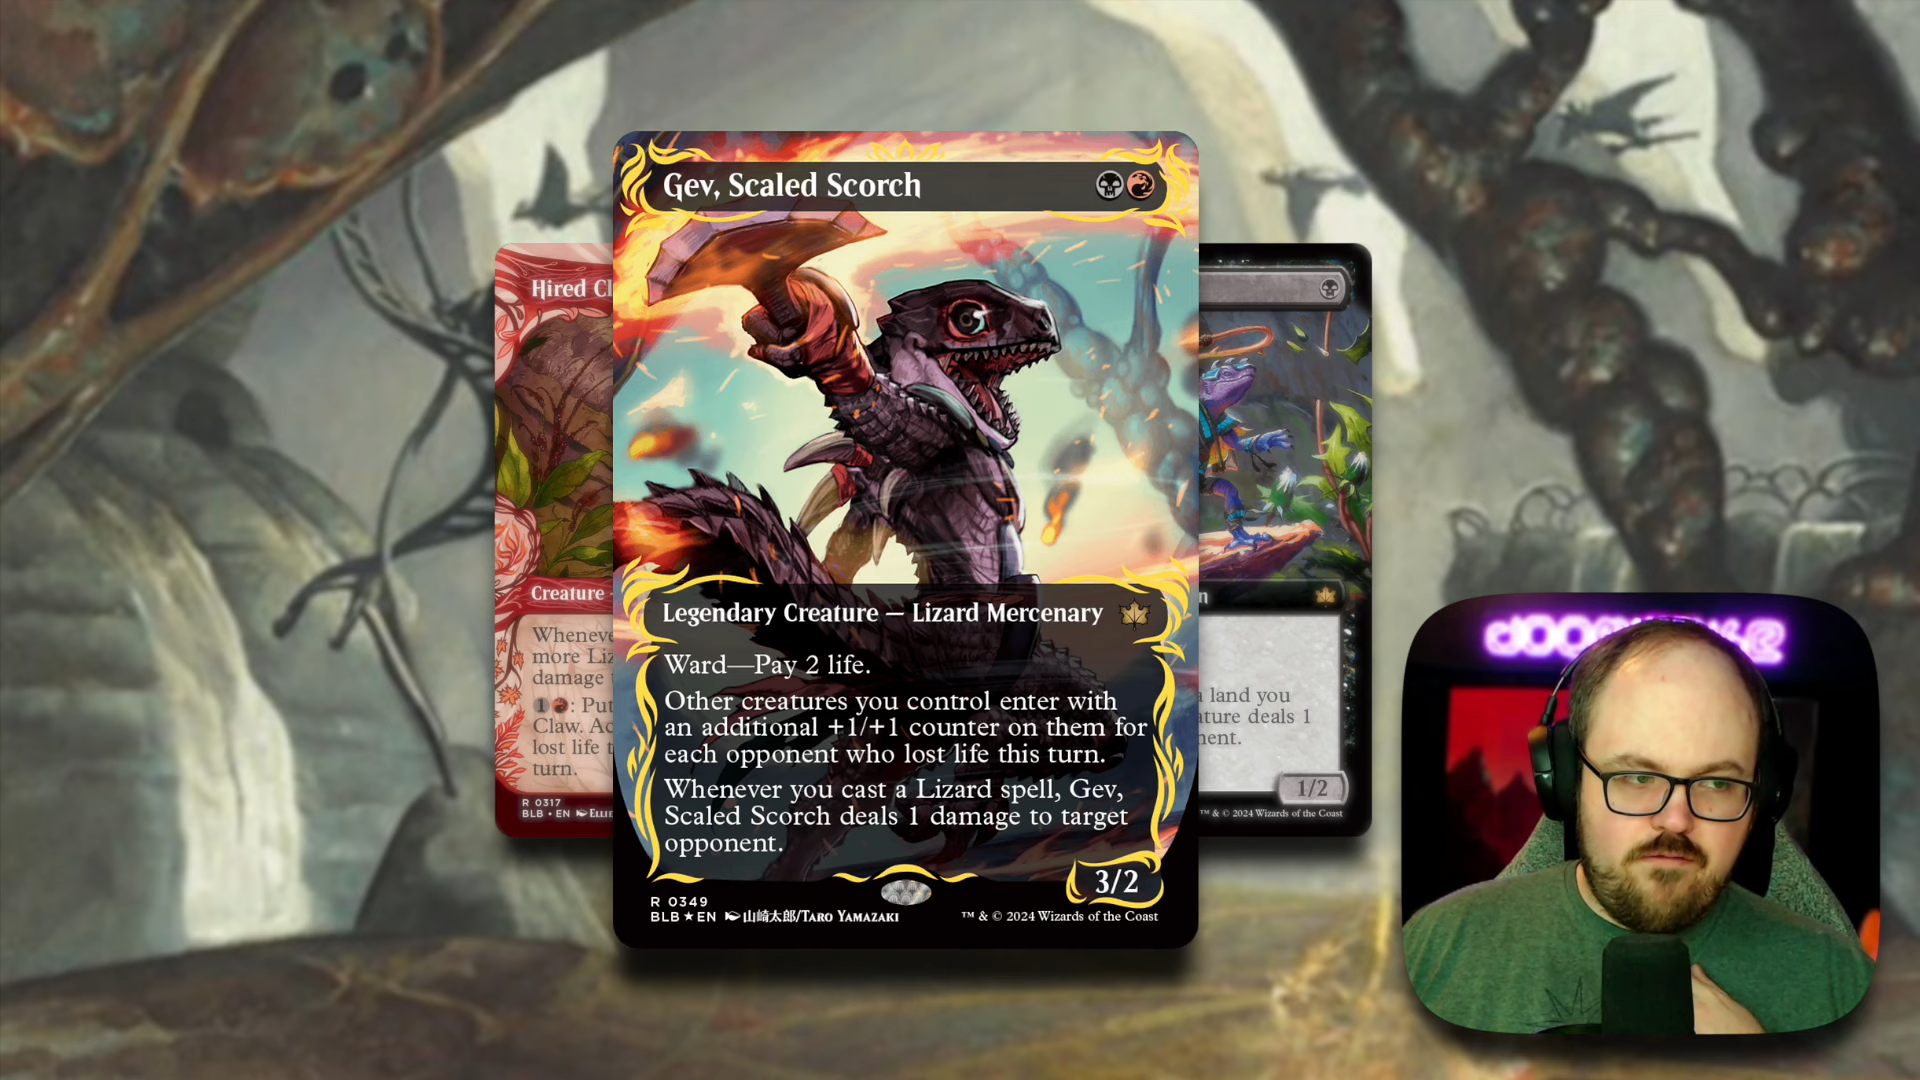 Gev, Scaled Scorch
Legendary Creature — Lizard Mercenary
Ward—Pay 2 life.
Other creatures you control enter with
an additional +1/+1 counter on them for
each opponent who lost life this turn.
Whenever you cast a Lizard spell, Gev,
Scaled Scorch deals 1 damage to target
opponent.
3/2
R 0349
BLB ★ EN 山崎太郎/Taro Yamazaki
™ & © 2024 Wizards of the Coast
Hired Cl
Creature -
Wheneve
more Liz
damage
1 : Put
Claw. Ac
lost life t
turn.
R 0317
BLB • EN Ellie
n
a land you
ature deals 1
nent.
1/2
™ & © 2024 Wizards of the Coast